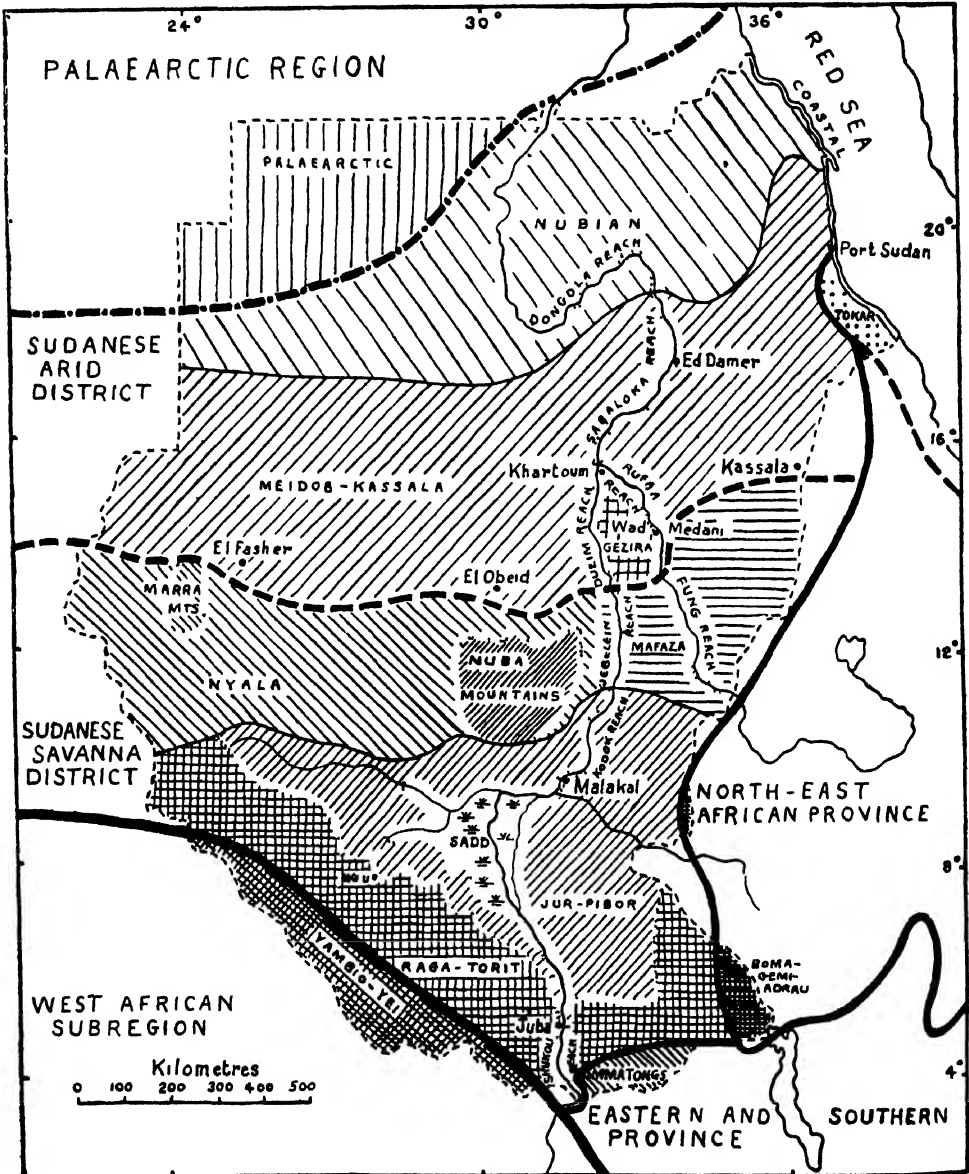 24°
30°
36°
PALAEARCTIC REGION
RED SEA
COASTAL
PALAEARCTIC
NUBIAN
20°
DONGOLA REACH
Port Sudan
TOKAR
SUDANESE
ARID
DISTRICT
SABALOKA REACH
Ed Damer
16°
Khartoum
RUFAA
REACH
Kassala
MEIDOB-KASSALA
Wad
Medani
GEZIRA
DUEIM REACH
El Fasher
El Obeid
MARRA
MTS.
JEBELEIN
REACH
FUNG REACH
MAFAZA
12°
NUBA
MOUNTAINS
NYALA
SUDANESE
SAVANNA
DISTRICT
KODOK REACH
Malakal
NORTH-EAST
AFRICAN PROVINCE
SADD
8°
JUR-PIBOR
YAMBIO-YEI
RAGA-TORIT
BOMA-
GEMI-
ADRAU
WEST AFRICAN
SUBREGION
Juba
REACH
IMATONGS
Kilometres
0 100 200 300 400 500
4°
EASTERN AND SOUTHERN
PROVINCE